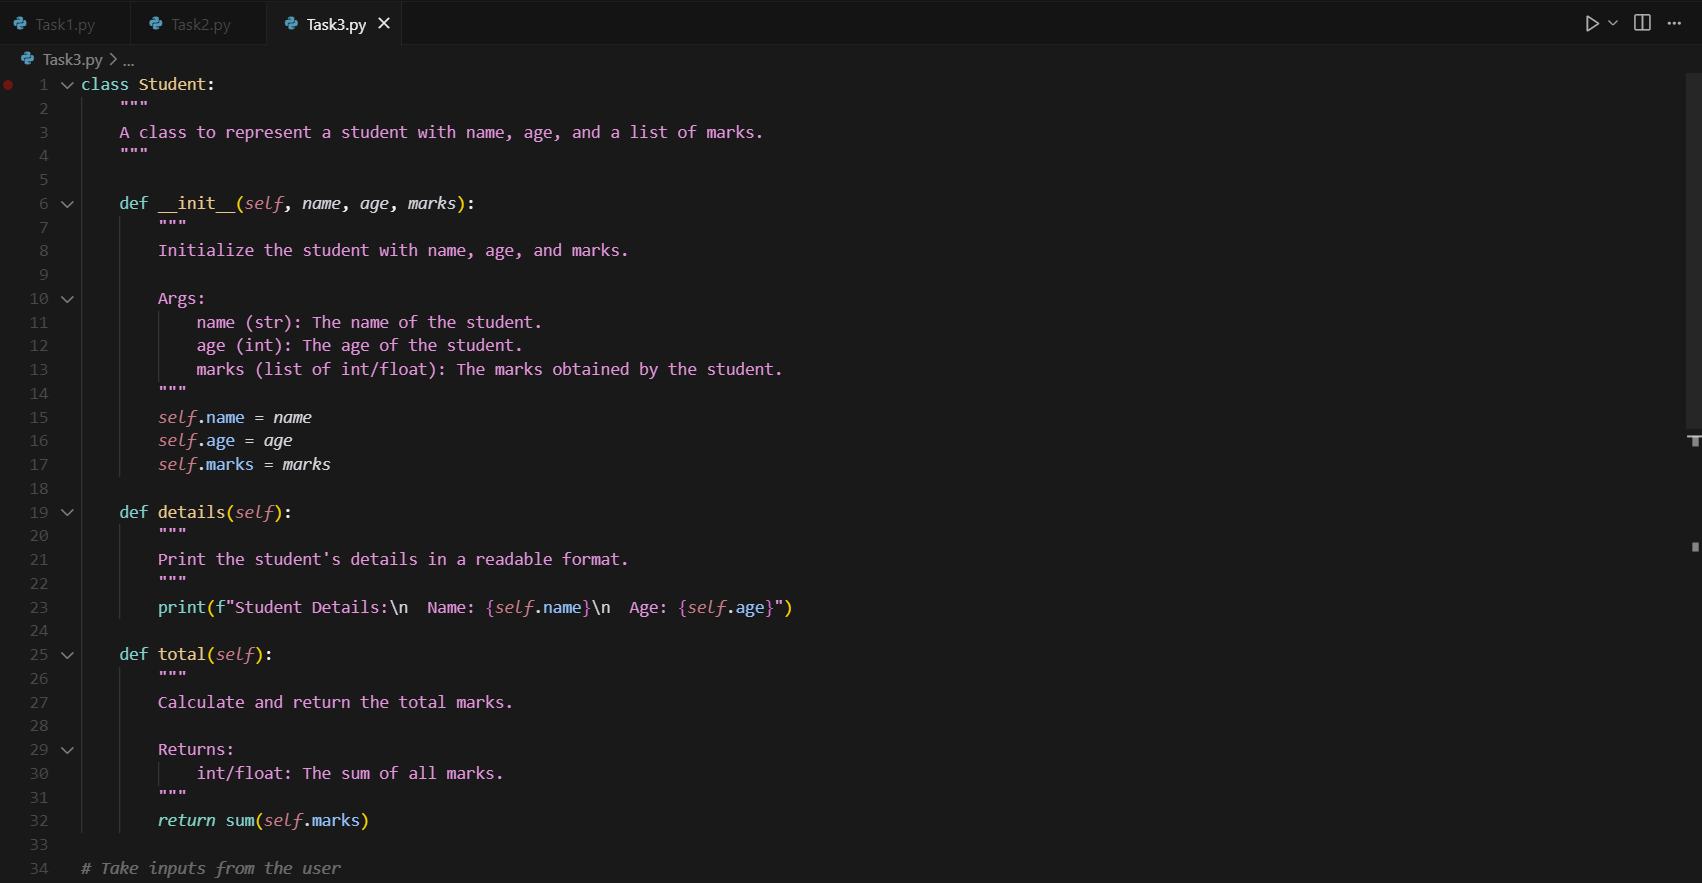 Task1.py Task2.py Task3.py
Task3.py > ...
1 class Student:
2     """
3     A class to represent a student with name, age, and a list of marks.
4     """
5
6     def __init__(self, name, age, marks):
7         """
8         Initialize the student with name, age, and marks.
9
10         Args:
11             name (str): The name of the student.
12             age (int): The age of the student.
13             marks (list of int/float): The marks obtained by the student.
14         """
15         self.name = name
16         self.age = age
17         self.marks = marks
18
19     def details(self):
20         """
21         Print the student's details in a readable format.
22         """
23         print(f"Student Details:\n  Name: {self.name}\n  Age: {self.age}")
24
25     def total(self):
26         """
27         Calculate and return the total marks.
28
29         Returns:
30             int/float: The sum of all marks.
31         """
32         return sum(self.marks)
33
34 # Take inputs from the user